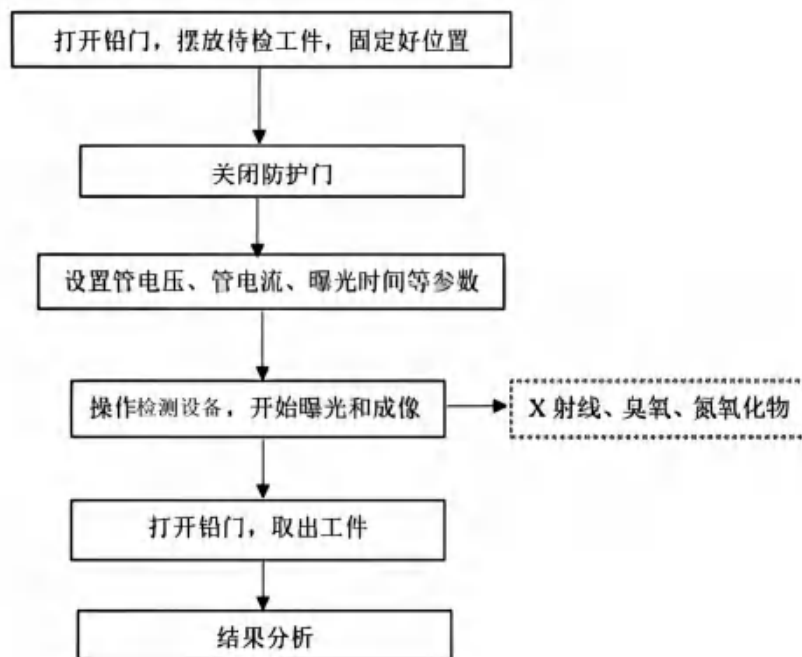 打开铅门，摆放待检工件，固定好位置
关闭防护门
设置管电压、管电流、曝光时间等参数
操作检测设备，开始曝光和成像
X 射线、臭氧、氮氧化物
打开铅门，取出工件
结果分析